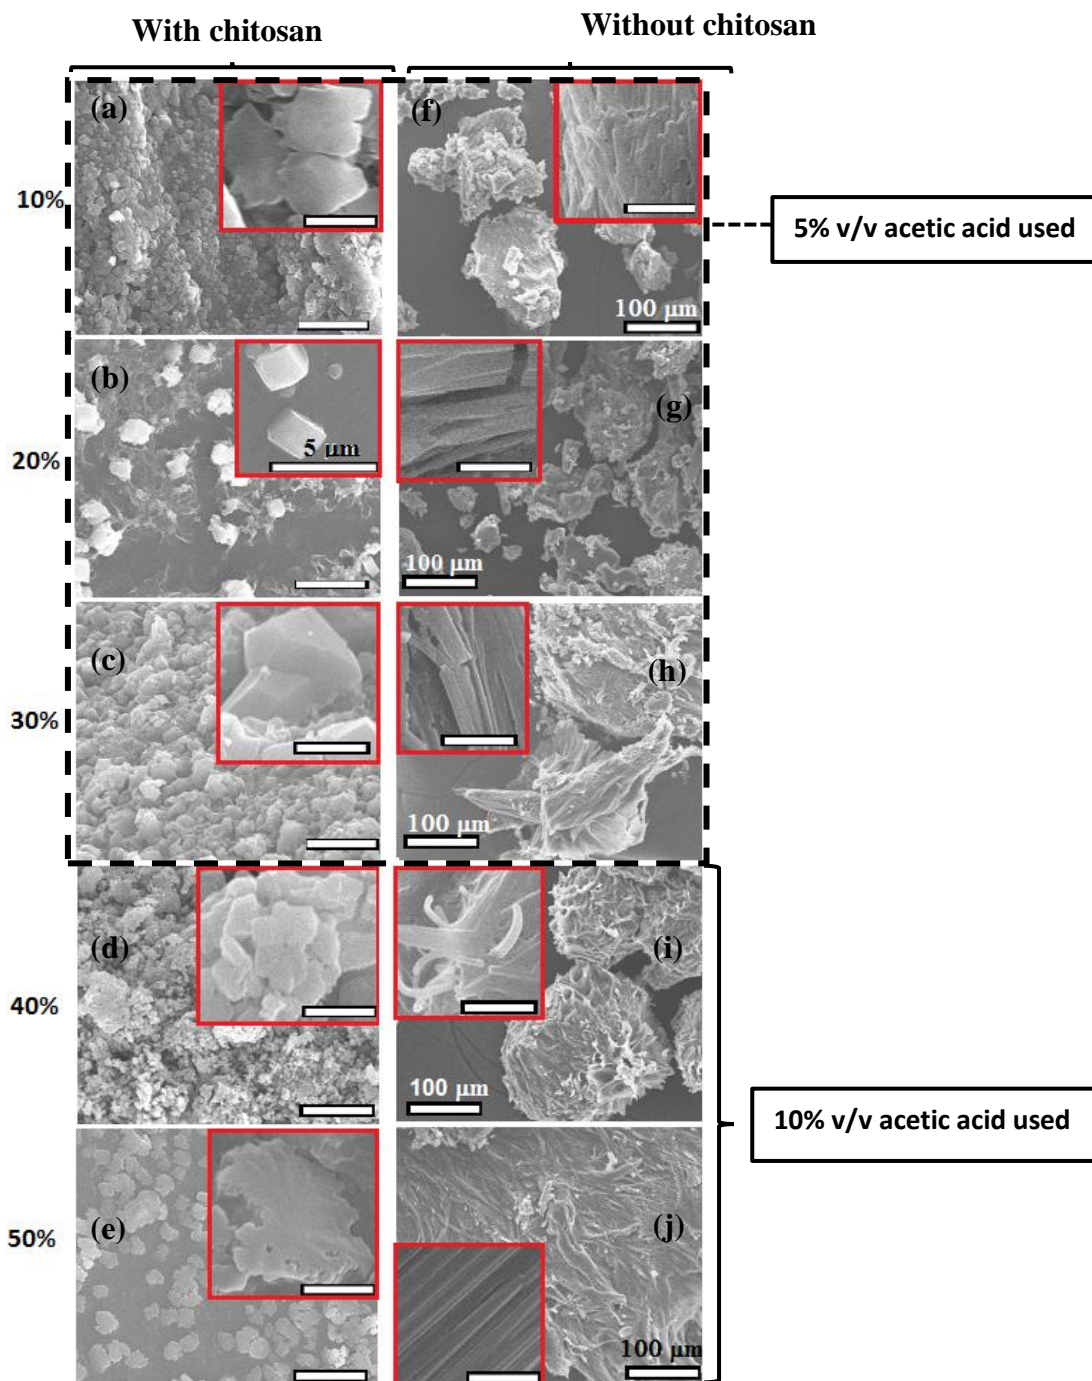 With chitosan
Without chitosan
10%
(a)
(f)
100 µm
5% v/v acetic acid used
20%
(b)
5 µm
(g)
100 µm
30%
(c)
(h)
100 µm
40%
(d)
(i)
100 µm
10% v/v acetic acid used
50%
(e)
(j)
100 µm